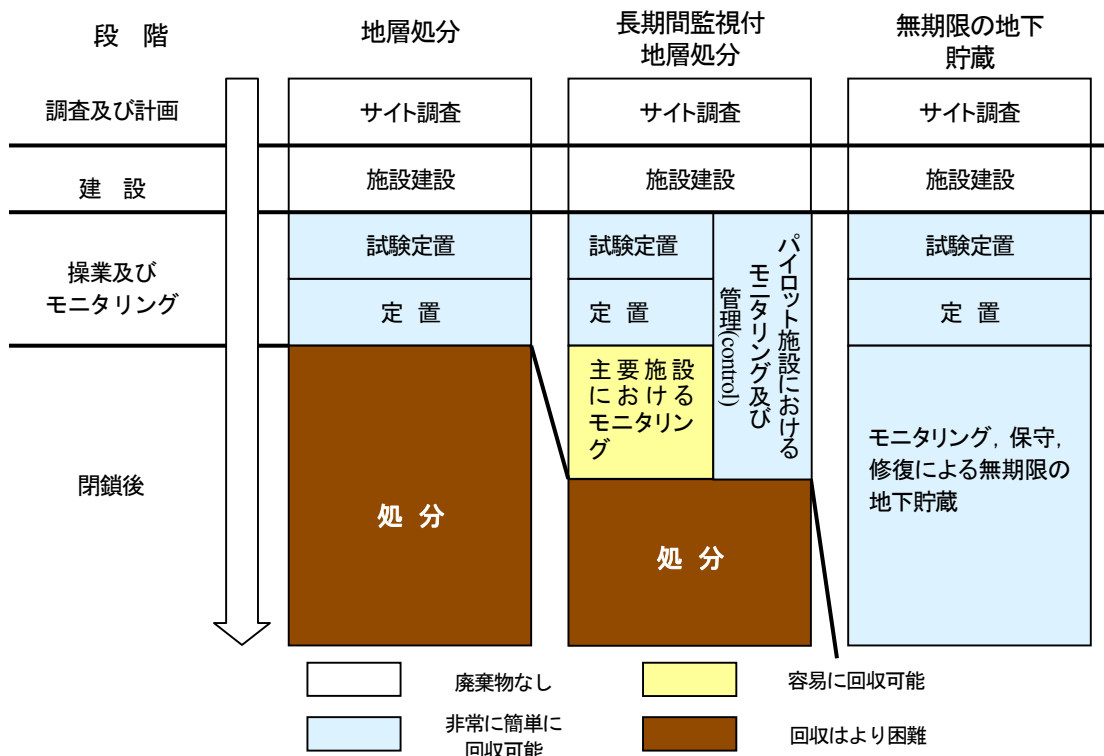 段 階
地層処分
長期間監視付
地層処分
無期限の地下
貯蔵
調査及び計画
サイト調査
サイト調査
サイト調査
建 設
施設建設
施設建設
施設建設
操業及び
モニタリング
試験定置
試験定置
パイロット施設における
モニタリング及び
管理(control)
試験定置
定 置
定 置
定 置
閉鎖後
処 分
主要施設
における
モニタリン
グ
処 分
モニタリング，保守，
修復による無期限の
地下貯蔵
廃棄物なし
容易に回収可能
非常に簡単に
回収可能
回収はより困難